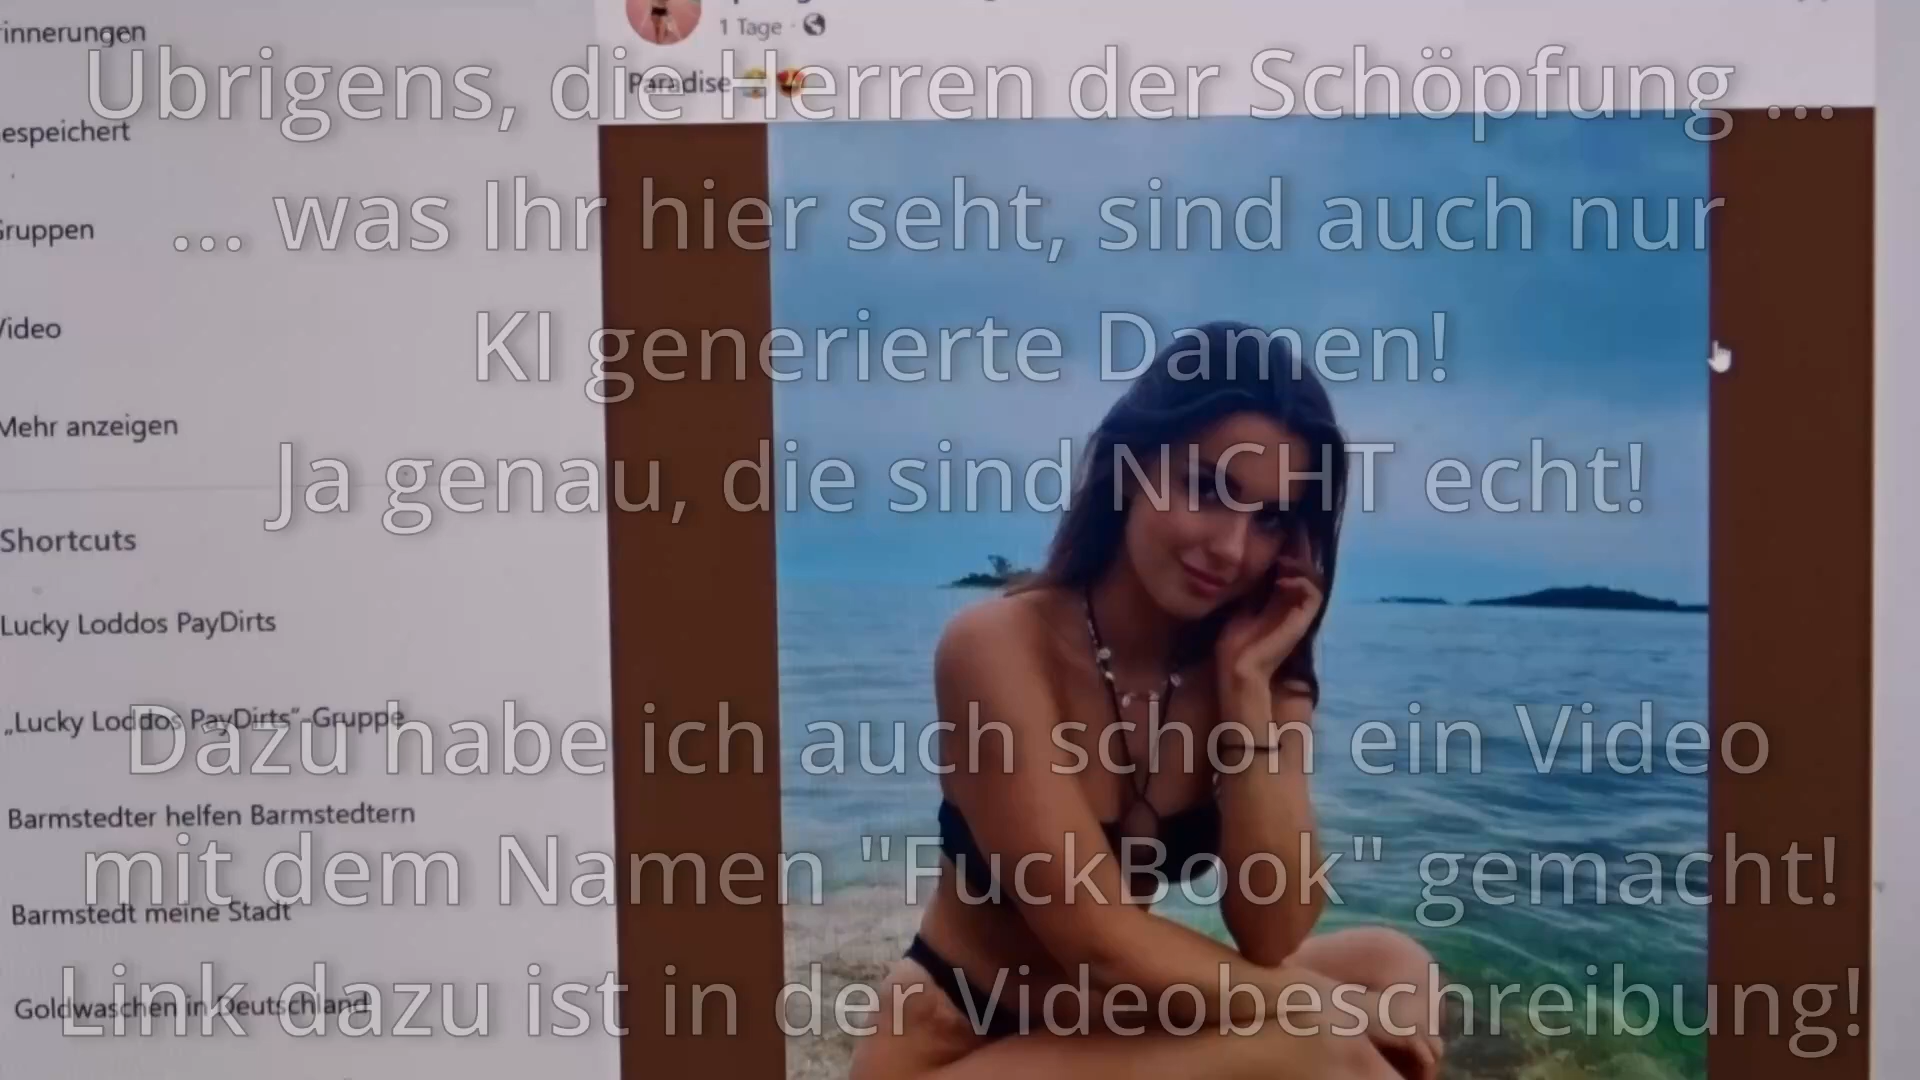 rinnerungen
espeichert
Gruppen
Video
Mehr anzeigen
Shortcuts
Lucky Loddos PayDirts
„Lucky Loddos PayDirts“-Gruppe
Barmstedter helfen Barmstedtern
Barmstedt meine Stadt
Goldwaschen in Deutschland
1 Tage ·
Paradise
Übrigens, die Herren der Schöpfung ...
... was Ihr hier seht, sind auch nur
KI generierte Damen!
Ja genau, die sind NICHT echt!
Dazu habe ich auch schon ein Video
mit dem Namen "FuckBook" gemacht!
Link dazu ist in der Videobeschreibung!